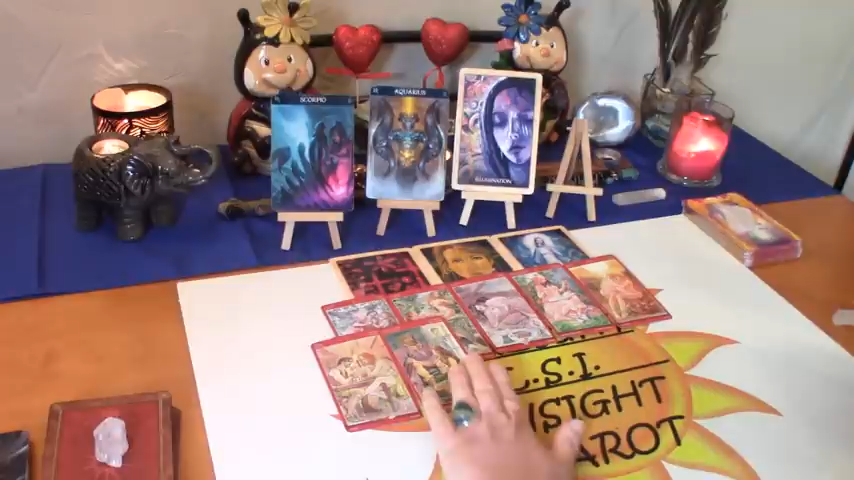 SCORPIO
AQUARIUS
ILLUMINATION
C.S.I.
INSIGHT
TAROT